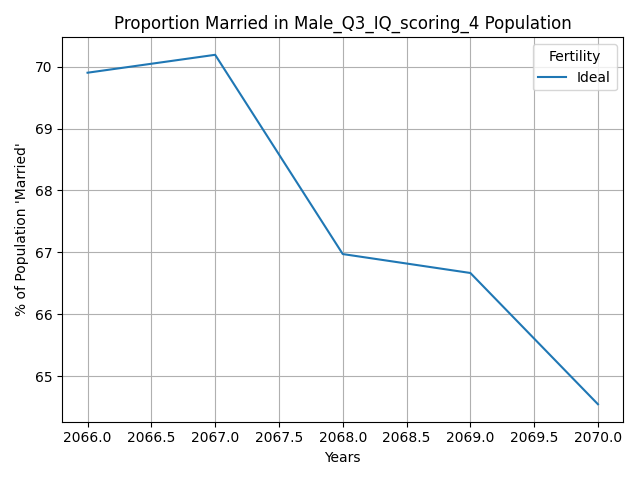 Proportion Married in Male_Q3_IQ_scoring_4 Population
Fertility
Ideal
% of Population 'Married'
70
69
68
67
66
65
2066.0 2066.5 2067.0 2067.5 2068.0 2068.5 2069.0 2069.5 2070.0
Years